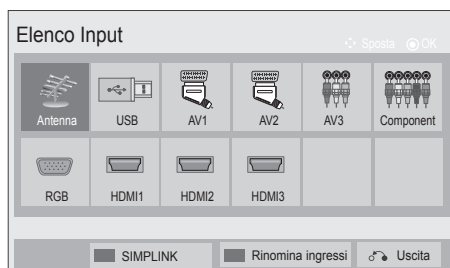 Elenco Input
Sposta OK
Antenna USB AV1 AV2 AV3 Component
RGB HDMI1 HDMI2 HDMI3
SIMPLINK Rinomina ingressi Uscita